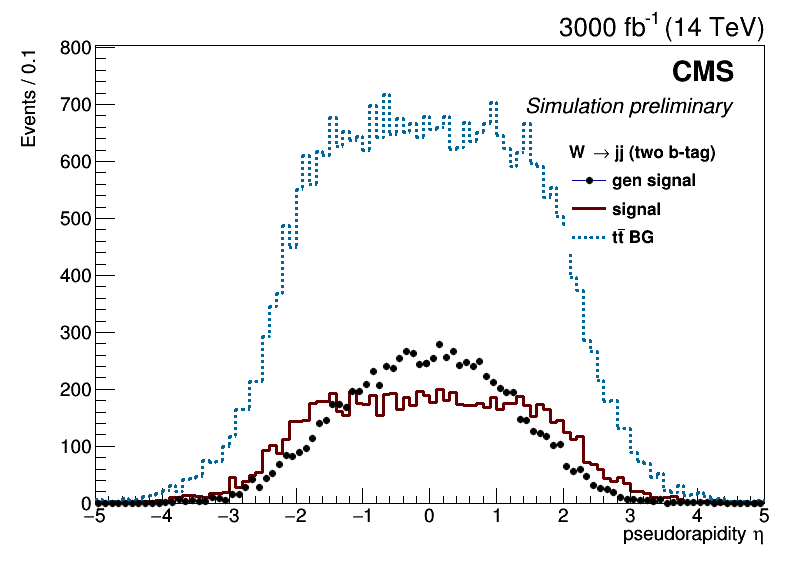 3000 fb-1 (14 TeV)
CMS
Simulation preliminary
W → jj (two b-tag)
gen signal
signal
tt̄ BG
Events / 0.1
800
700
600
500
400
300
200
100
0
−5 −4 −3 −2 −1 0 1 2 3 4 5
pseudorapidity η